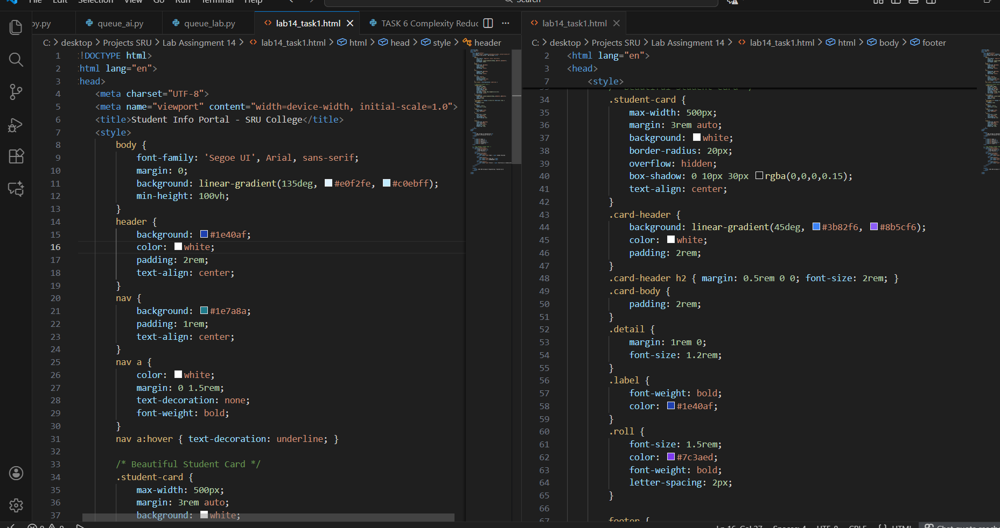 File Edit Selection View Go Run Terminal Help
Search
py.py
queue_ai.py
queue_lab.py
lab14_task1.html
TASK 6 Complexity Reduc
lab14_task1.html
C: > desktop > Projects SRU > Lab Assingment 14 > lab14_task1.html > html > head > style > header
1 !DOCTYPE html>
2 html lang="en">
3 head>
4 <meta charset="UTF-8">
5 <meta name="viewport" content="width=device-width, initial-scale=1.0">
6 <title>Student Info Portal - SRU College</title>
7 <style>
8 body {
9 font-family: 'Segoe UI', Arial, sans-serif;
10 margin: 0;
11 background: linear-gradient(135deg, #e0f2fe, #c0ebff);
12 min-height: 100vh;
13 }
14 header {
15 background: #1e40af;
16 color: white;
17 padding: 2rem;
18 text-align: center;
19 }
20 nav {
21 background: #1e7a8a;
22 padding: 1rem;
23 text-align: center;
24 }
25 nav a {
26 color: white;
27 margin: 0 1.5rem;
28 text-decoration: none;
29 font-weight: bold;
30 }
31 nav a:hover { text-decoration: underline; }
32
33 /* Beautiful Student Card */
34 .student-card {
35 max-width: 500px;
36 margin: 3rem auto;
37 background: white;
C: > desktop > Projects SRU > Lab Assingment 14 > lab14_task1.html > html > body > footer
2 <html lang="en">
3 <head>
7 <style>
34 .student-card {
35 max-width: 500px;
36 margin: 3rem auto;
37 background: white;
38 border-radius: 20px;
39 overflow: hidden;
40 box-shadow: 0 10px 30px rgba(0,0,0,0.15);
41 text-align: center;
42 }
43 .card-header {
44 background: linear-gradient(45deg, #3b82f6, #8b5cf6);
45 color: white;
46 padding: 2rem;
47 }
48 .card-header h2 { margin: 0.5rem 0 0; font-size: 2rem; }
49 .card-body {
50 padding: 2rem;
51 }
52 .detail {
53 margin: 1rem 0;
54 font-size: 1.2rem;
55 }
56 .label {
57 font-weight: bold;
58 color: #1e40af;
59 }
60 .roll {
61 font-size: 1.5rem;
62 color: #7c3aed;
63 font-weight: bold;
64 letter-spacing: 2px;
65 }
66
67 footer {
Ln 16, Col 27 Spaces: 4 UTF-8 CRLF {} HTML Chat quota